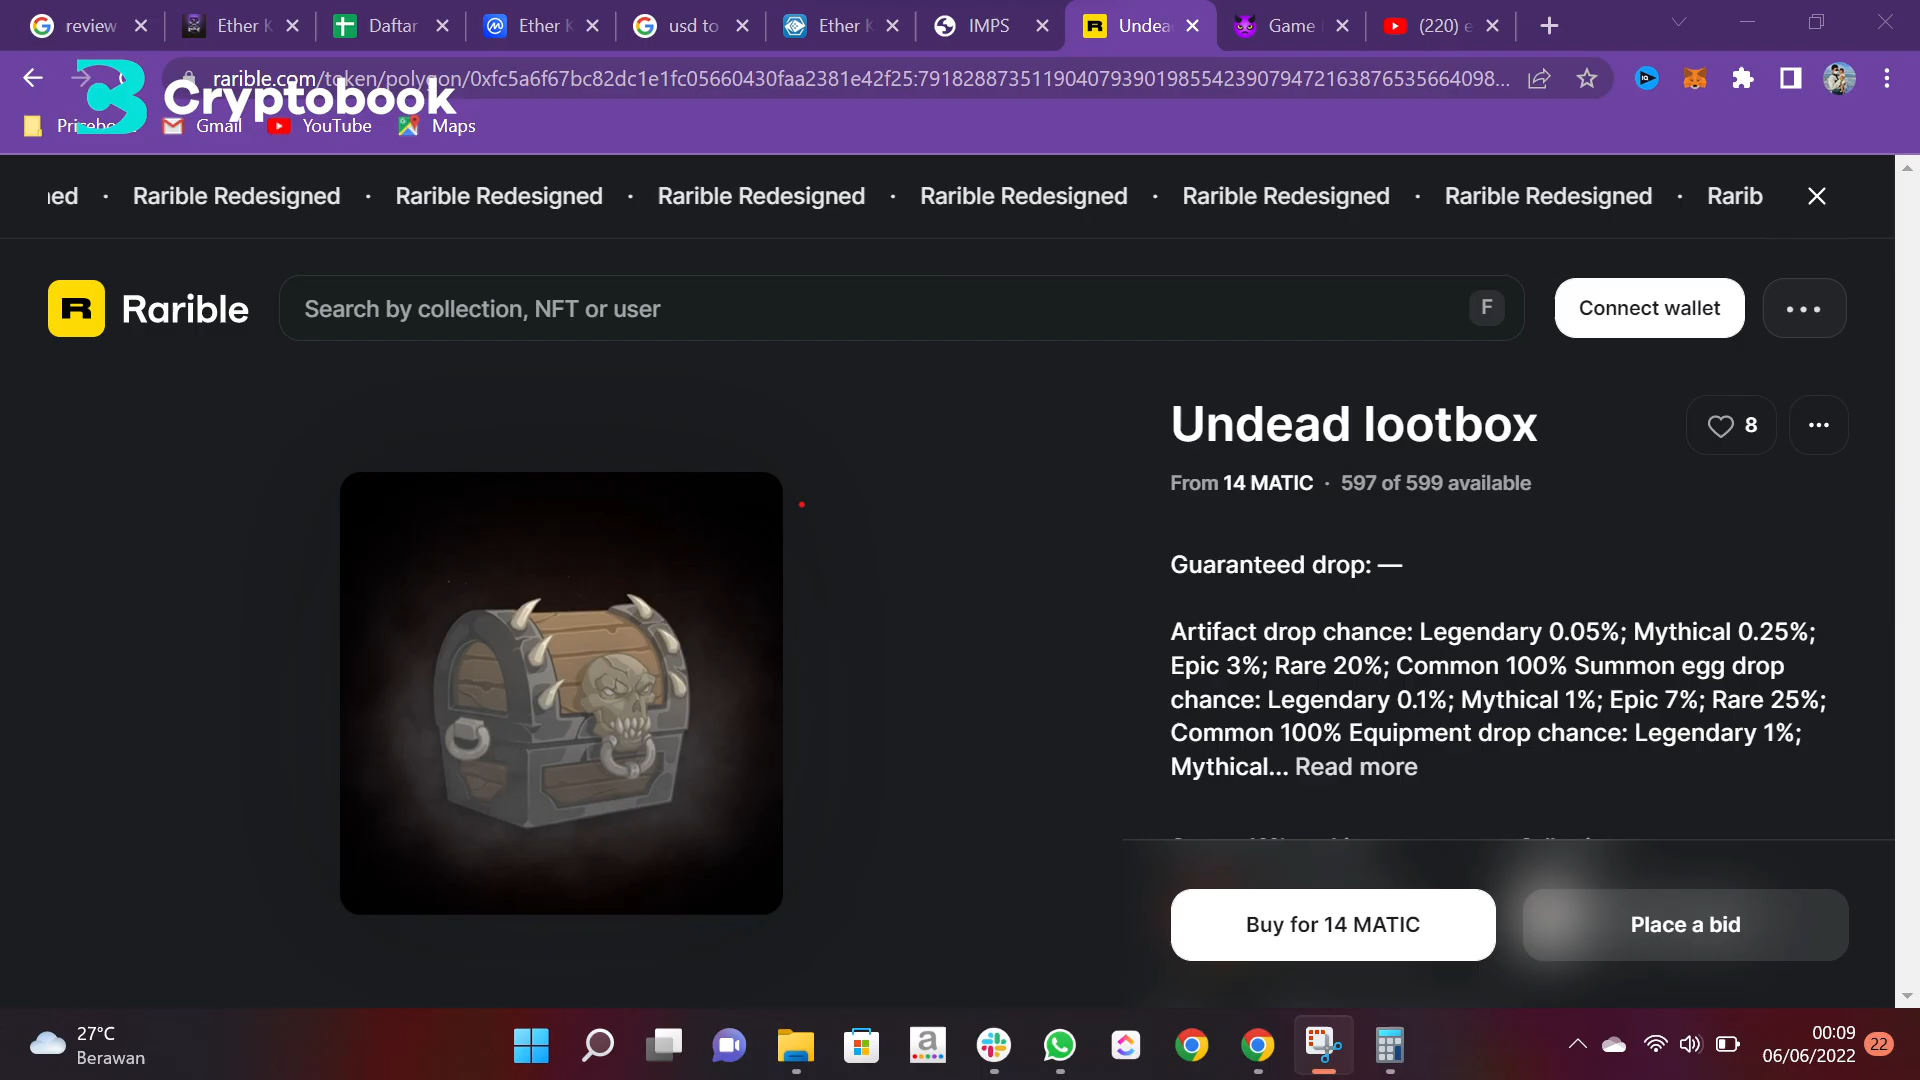 review
Ether K
Daftar
Ether K
usd to
Ether K
IMPS
Undea
Game
(220) e
rarible.com/token/polygon/0xfc5a6f67bc82dc1e1fc05660430faa2381e42f25:79182887351190407939019855423907947216387653566409​8...
Cryptobook
Gmail
YouTube
Maps
Rarible Redesigned · Rarible Redesigned · Rarible Redesigned · Rarible Redesigned · Rarible Redesigned · Rarible Redesigned · Rarib
R Rarible
Search by collection, NFT or user
F
Connect wallet
Undead lootbox
8
From 14 MATIC · 597 of 599 available
Guaranteed drop: —
Artifact drop chance: Legendary 0.05%; Mythical 0.25%;
Epic 3%; Rare 20%; Common 100% Summon egg drop
chance: Legendary 0.1%; Mythical 1%; Epic 7%; Rare 25%;
Common 100% Equipment drop chance: Legendary 1%;
Mythical... Read more
Buy for 14 MATIC
Place a bid
27°C
Berawan
00:09
06/06/2022
22